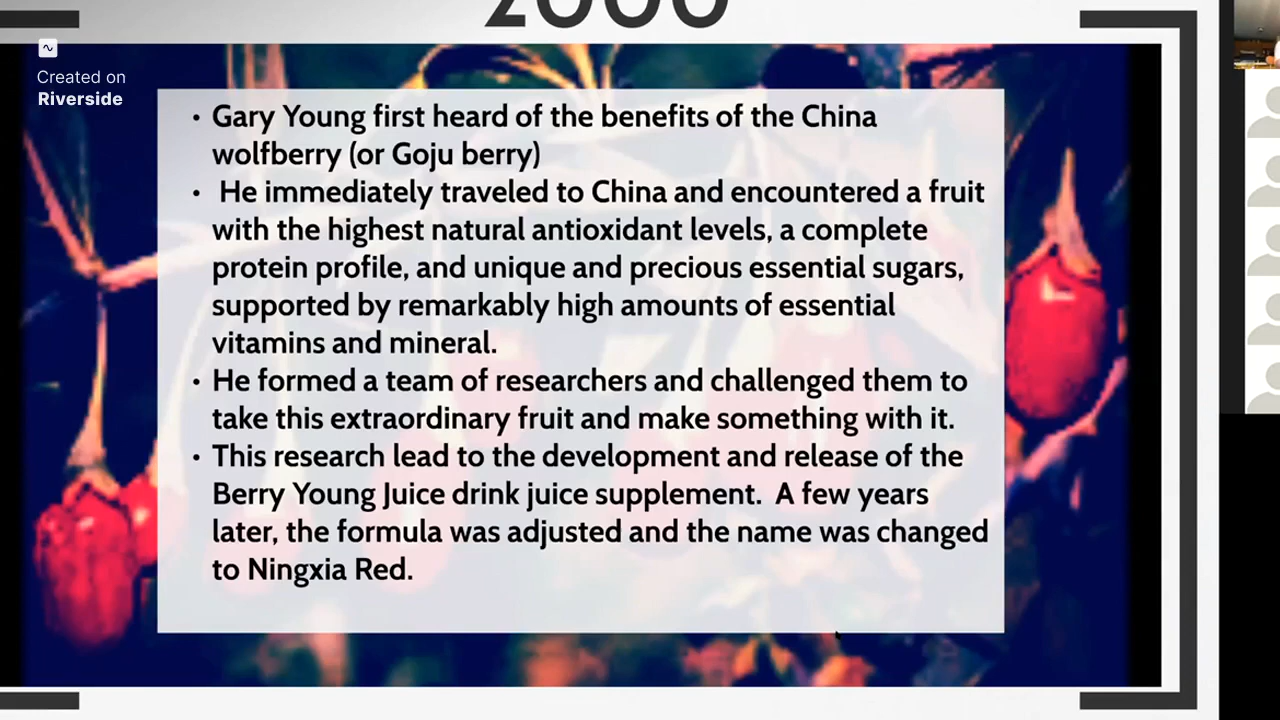 2000
Created on
Riverside
• Gary Young first heard of the benefits of the China
wolfberry (or Goju berry)
• He immediately traveled to China and encountered a fruit
with the highest natural antioxidant levels, a complete
protein profile, and unique and precious essential sugars,
supported by remarkably high amounts of essential
vitamins and mineral.
• He formed a team of researchers and challenged them to
take this extraordinary fruit and make something with it.
• This research lead to the development and release of the
Berry Young Juice drink juice supplement.  A few years
later, the formula was adjusted and the name was changed
to Ningxia Red.